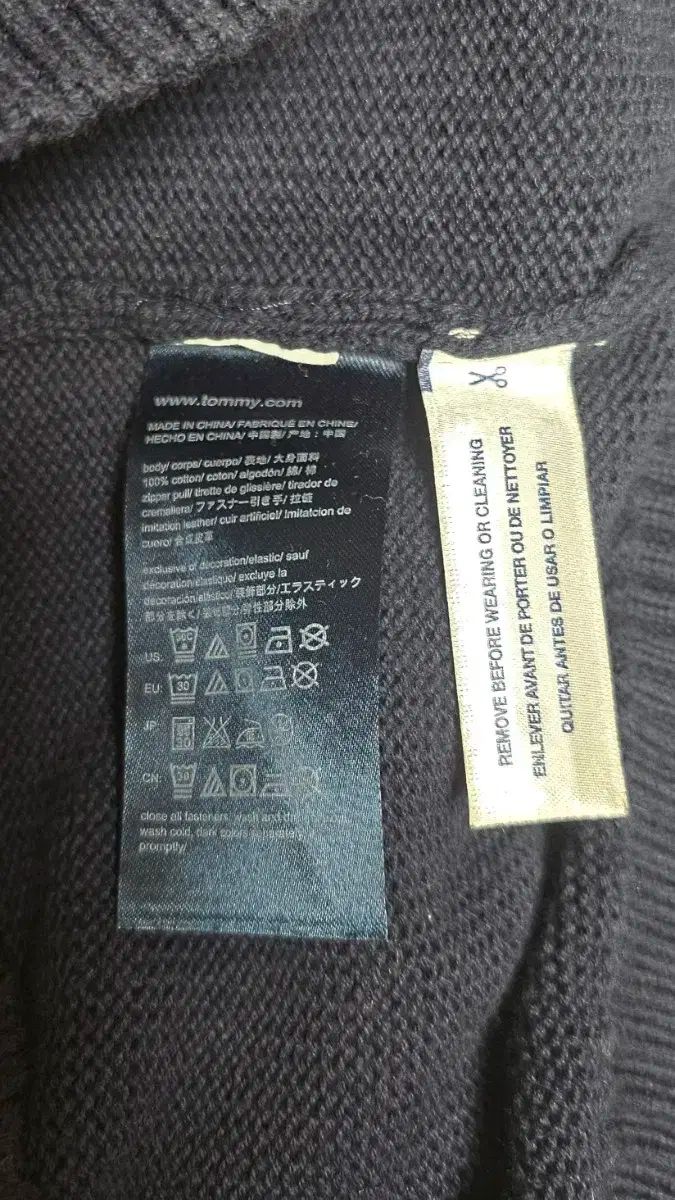 www.tommy.com
MADE IN CHINA/ FABRIQUÉ EN CHINE/
HECHO EN CHINA/ 中国製/ 产地：中国
body/ corps/ cuerpo/ 表地/ 大身面料
100% cotton/ coton/ algodón/ 綿/ 棉
zipper pull/ tirette de glissière/ tirador de
cremallera/ ファスナー引き手/ 拉链
imitation leather/ cuir artificiel/ Imitatcion de
cuero/ 合成皮革
exclusive of decoration/elastic/ sauf
décoration/élastique/ excluye la
decoración/elástico/ 装飾部分/エラスティック
部分を除く/ 装饰部分/弹性部分除外
US:
EU: 30
JP:
CN: 30
close all fasteners, wash and
wash cold, dark colors separate,
promptly/
REMOVE BEFORE WEARING OR CLEANING
ENLEVER AVANT DE PORTER OU DE NETTOYER
QUITAR ANTES DE USAR O LIMPIAR